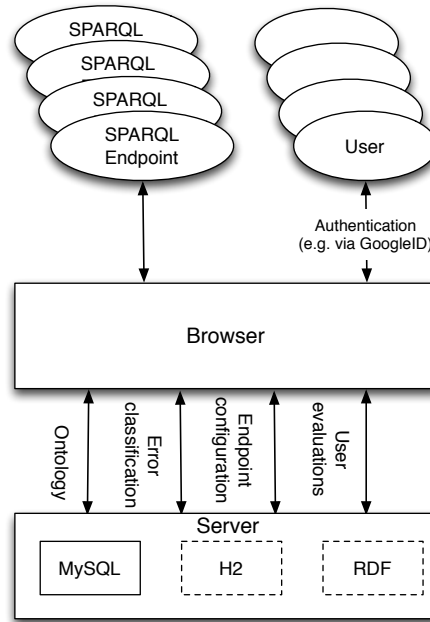 SPARQL
SPARQL
SPARQL
SPARQL
Endpoint
User
Authentication
(e.g. via GoogleID)
Browser
Ontology
Error
classification
Endpoint
configuration
User
evaluations
Server
MySQL
H2
RDF